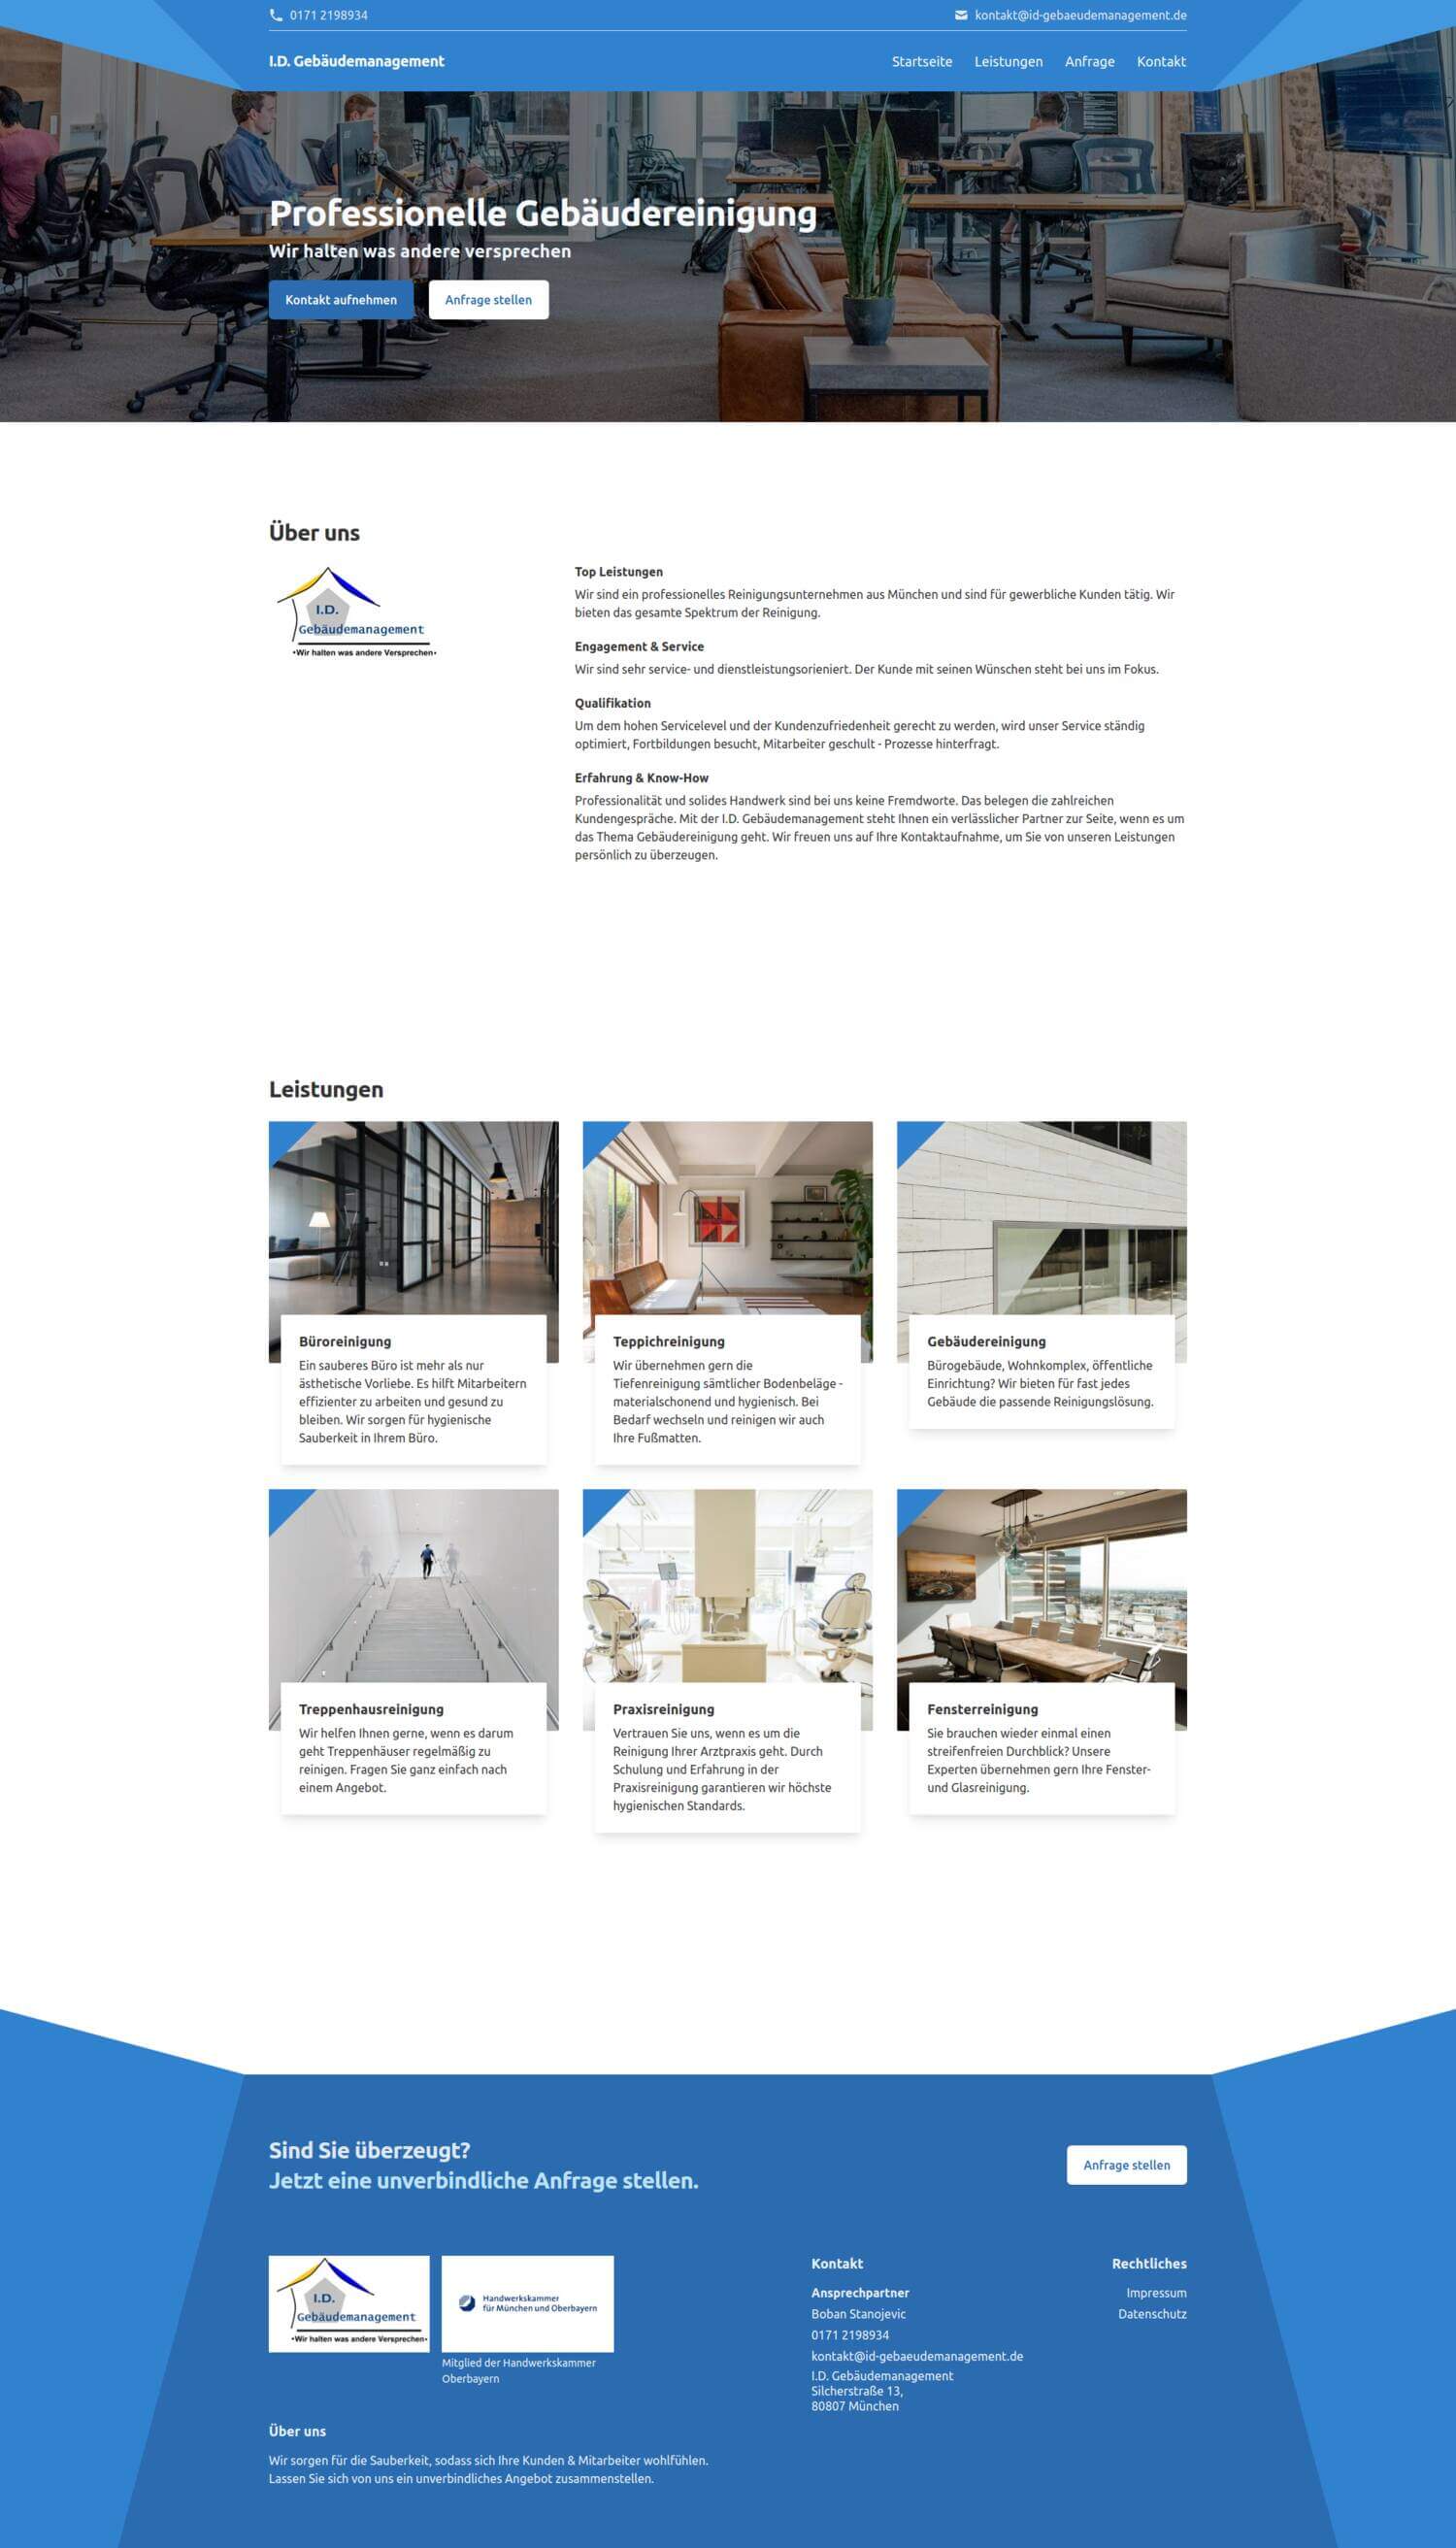 0171 2198934
kontakt@id-gebaeudemanagement.de
I.D. Gebäudemanagement
Startseite
Leistungen
Anfrage
Kontakt
Professionelle Gebäudereinigung
Wir halten was andere versprechen
Kontakt aufnehmen
Anfrage stellen
Über uns
I.D.
Gebäudemanagement
•Wir halten was andere Versprechen•
Top Leistungen
Wir sind ein professionelles Reinigungsunternehmen aus München und sind für gewerbliche Kunden tätig. Wir
bieten das gesamte Spektrum der Reinigung.
Engagement & Service
Wir sind sehr service- und dienstleistungsorieniert. Der Kunde mit seinen Wünschen steht bei uns im Fokus.
Qualifikation
Um dem hohen Servicelevel und der Kundenzufriedenheit gerecht zu werden, wird unser Service ständig
optimiert, Fortbildungen besucht, Mitarbeiter geschult - Prozesse hinterfragt.
Erfahrung & Know-How
Professionalität und solides Handwerk sind bei uns keine Fremdworte. Das belegen die zahlreichen
Kundengespräche. Mit der I.D. Gebäudemanagement steht Ihnen ein verlässlicher Partner zur Seite, wenn es um
das Thema Gebäudereinigung geht. Wir freuen uns auf Ihre Kontaktaufnahme, um Sie von unseren Leistungen
persönlich zu überzeugen.
Leistungen
Büroreinigung
Ein sauberes Büro ist mehr als nur
ästhetische Vorliebe. Es hilft Mitarbeitern
effizienter zu arbeiten und gesund zu
bleiben. Wir sorgen für hygienische
Sauberkeit in Ihrem Büro.
Teppichreinigung
Wir übernehmen gern die
Tiefenreinigung sämtlicher Bodenbeläge -
materialschonend und hygienisch. Bei
Bedarf wechseln und reinigen wir auch
Ihre Fußmatten.
Gebäudereinigung
Bürogebäude, Wohnkomplex, öffentliche
Einrichtung? Wir bieten für fast jedes
Gebäude die passende Reinigungslösung.
Treppenhausreinigung
Wir helfen Ihnen gerne, wenn es darum
geht Treppenhäuser regelmäßig zu
reinigen. Fragen Sie ganz einfach nach
einem Angebot.
Praxisreinigung
Vertrauen Sie uns, wenn es um die
Reinigung Ihrer Arztpraxis geht. Durch
Schulung und Erfahrung in der
Praxisreinigung garantieren wir höchste
hygienischen Standards.
Fensterreinigung
Sie brauchen wieder einmal einen
streifenfreien Durchblick? Unsere
Experten übernehmen gern Ihre Fenster-
und Glasreinigung.
Sind Sie überzeugt?
Jetzt eine unverbindliche Anfrage stellen.
Anfrage stellen
I.D.
Gebäudemanagement
•Wir halten was andere Versprechen•
Handwerkskammer
für München und Oberbayern
Mitglied der Handwerkskammer
Oberbayern
Kontakt
Ansprechpartner
Boban Stanojevic
0171 2198934
kontakt@id-gebaeudemanagement.de
I.D. Gebäudemanagement
Silcherstraße 13,
80807 München
Rechtliches
Impressum
Datenschutz
Über uns
Wir sorgen für die Sauberkeit, sodass sich Ihre Kunden & Mitarbeiter wohlfühlen.
Lassen Sie sich von uns ein unverbindliches Angebot zusammenstellen.